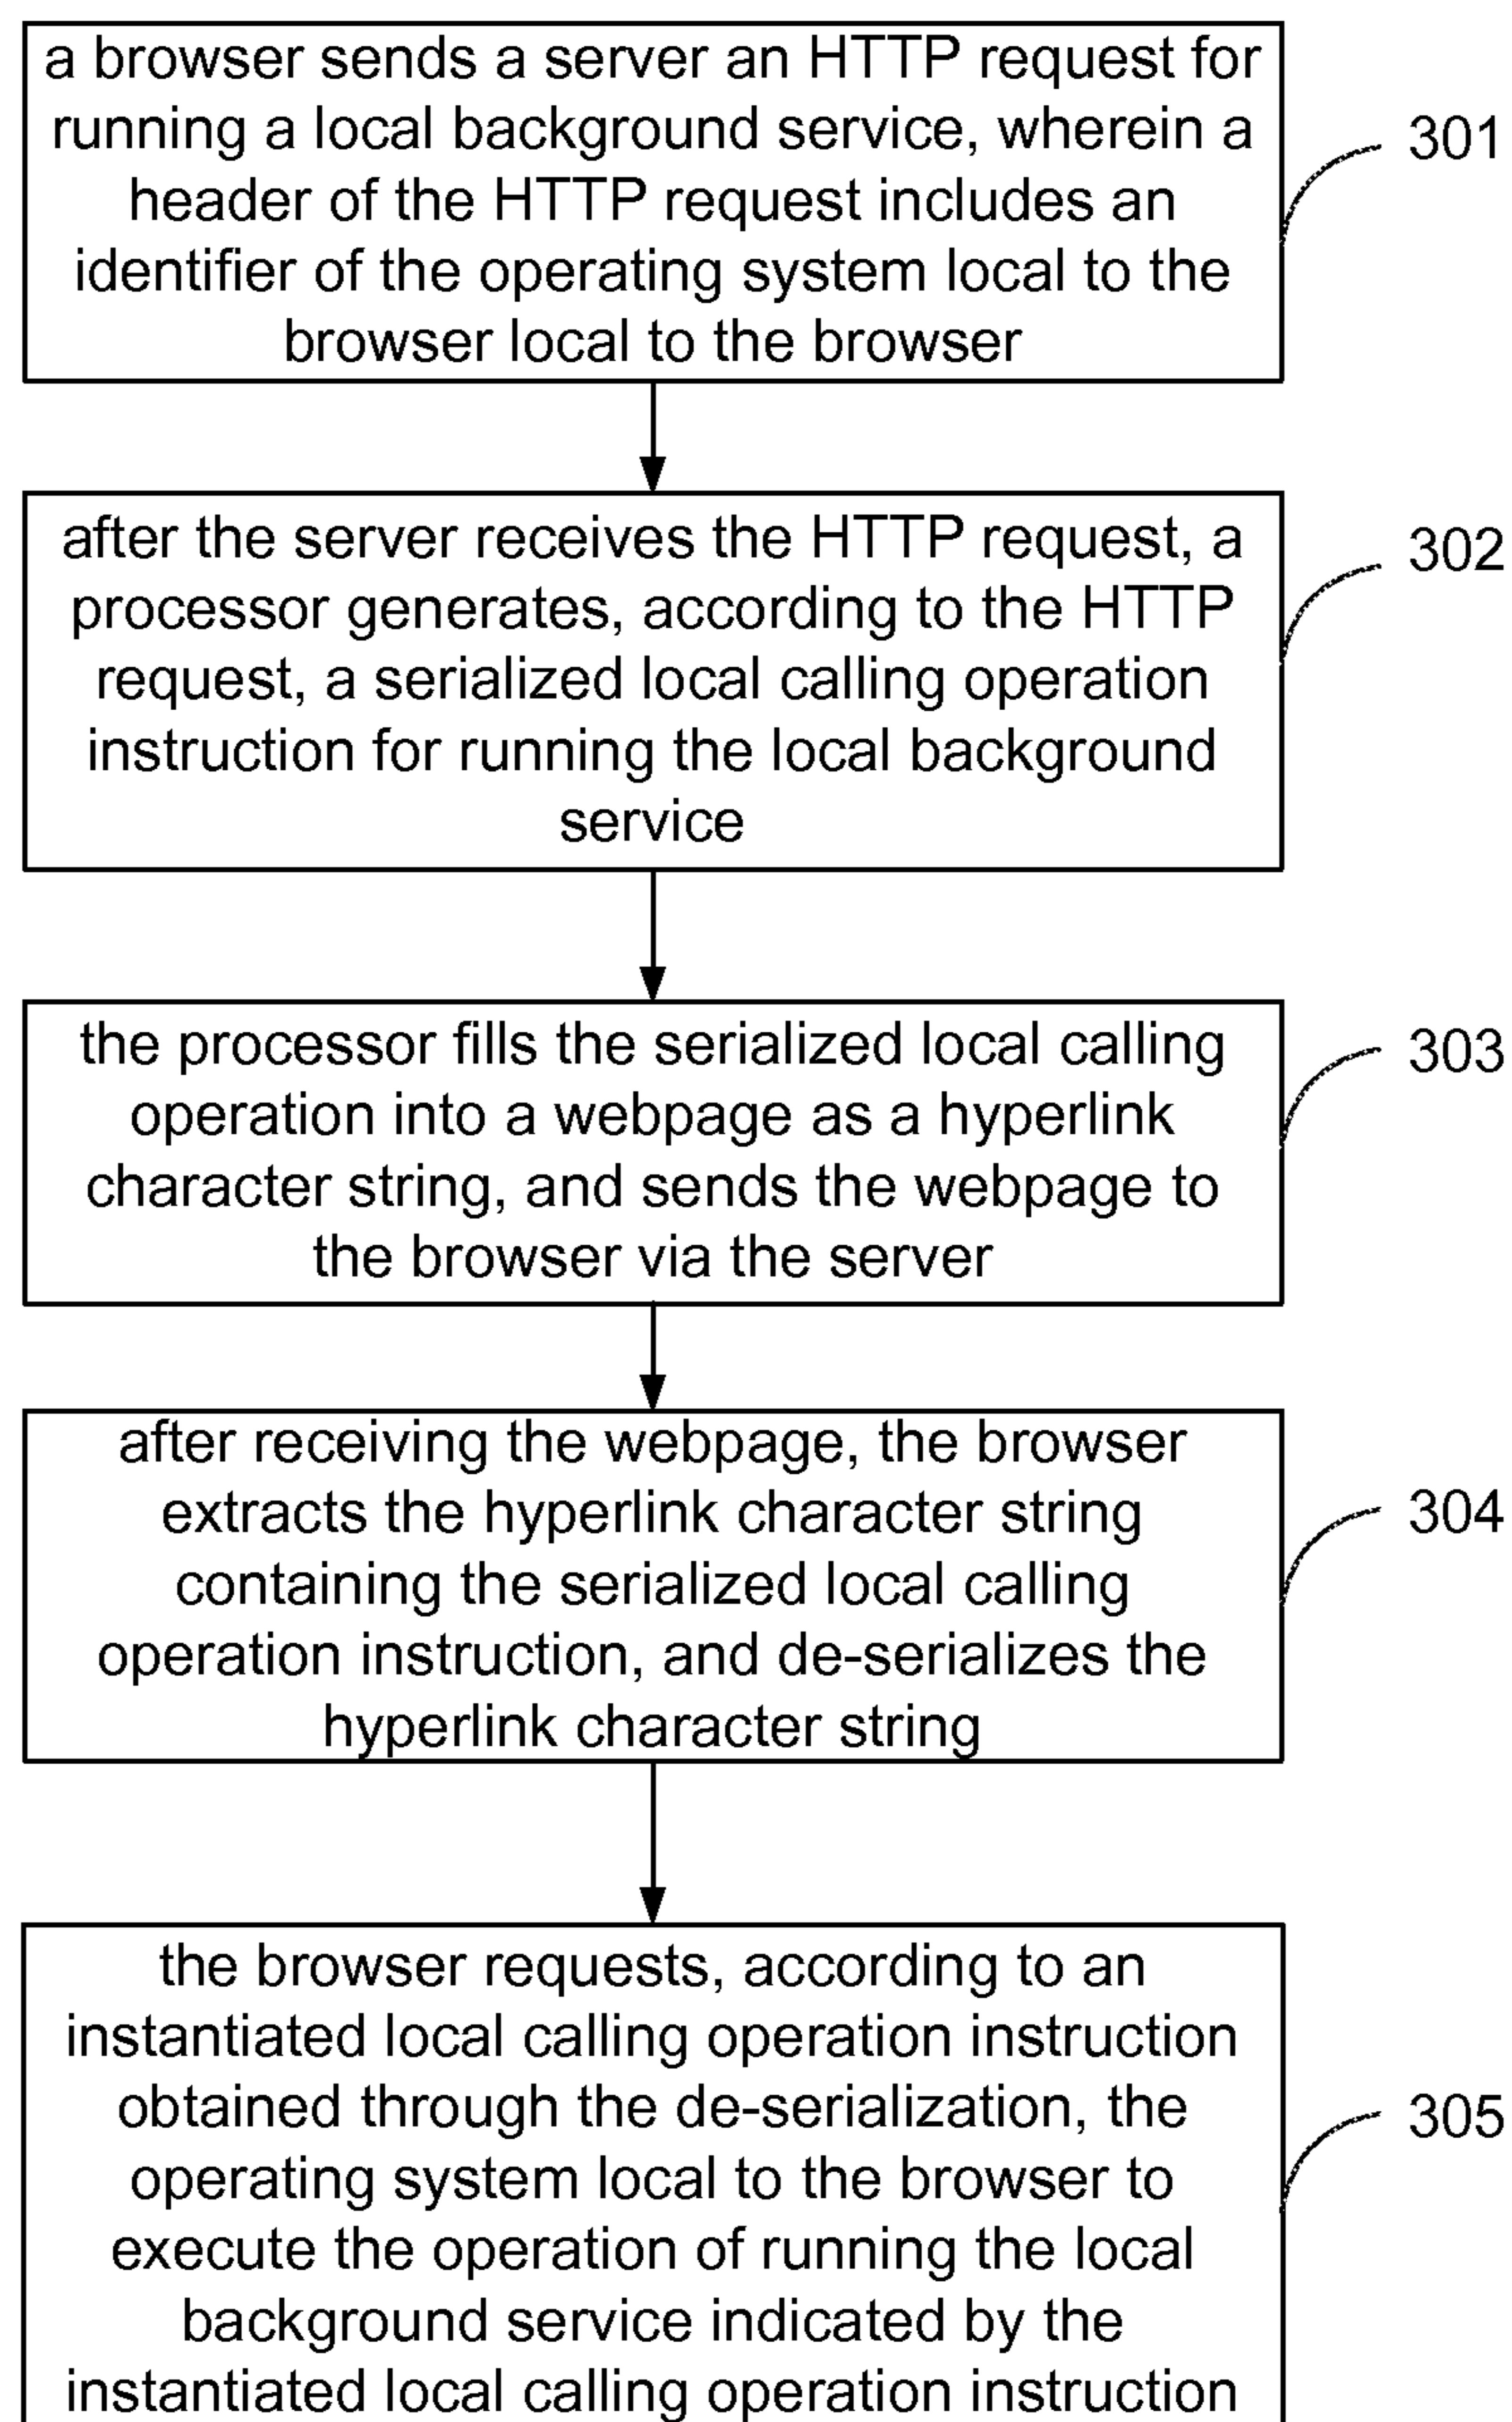 a browser sends a server an HTTP request for
running a local background service, wherein a
header of the HTTP request includes an
identifier of the operating system local to the
browser local to the browser
301
after the server receives the HTTP request, a
processor generates, according to the HTTP
request, a serialized local calling operation
instruction for running the local background
service
302
the processor fills the serialized local calling
operation into a webpage as a hyperlink
character string, and sends the webpage to
the browser via the server
303
after receiving the webpage, the browser
extracts the hyperlink character string
containing the serialized local calling
operation instruction, and de-serializes the
hyperlink character string
304
the browser requests, according to an
instantiated local calling operation instruction
obtained through the de-serialization, the
operating system local to the browser to
execute the operation of running the local
background service indicated by the
instantiated local calling operation instruction
305